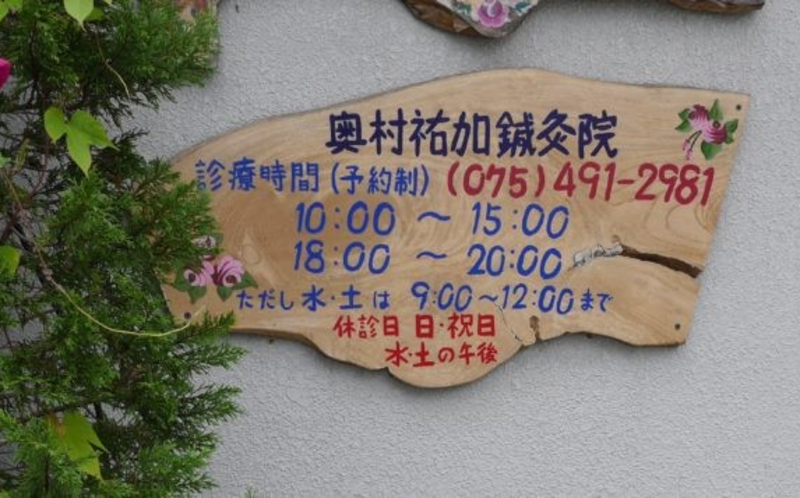 奥村祐加鍼灸院
診療時間(予約制) (075)491-2981
10:00 〜 15:00
18:00 〜 20:00
ただし 水・土 は 9:00〜12:00まで
休診日 日・祝日
水・土の午後